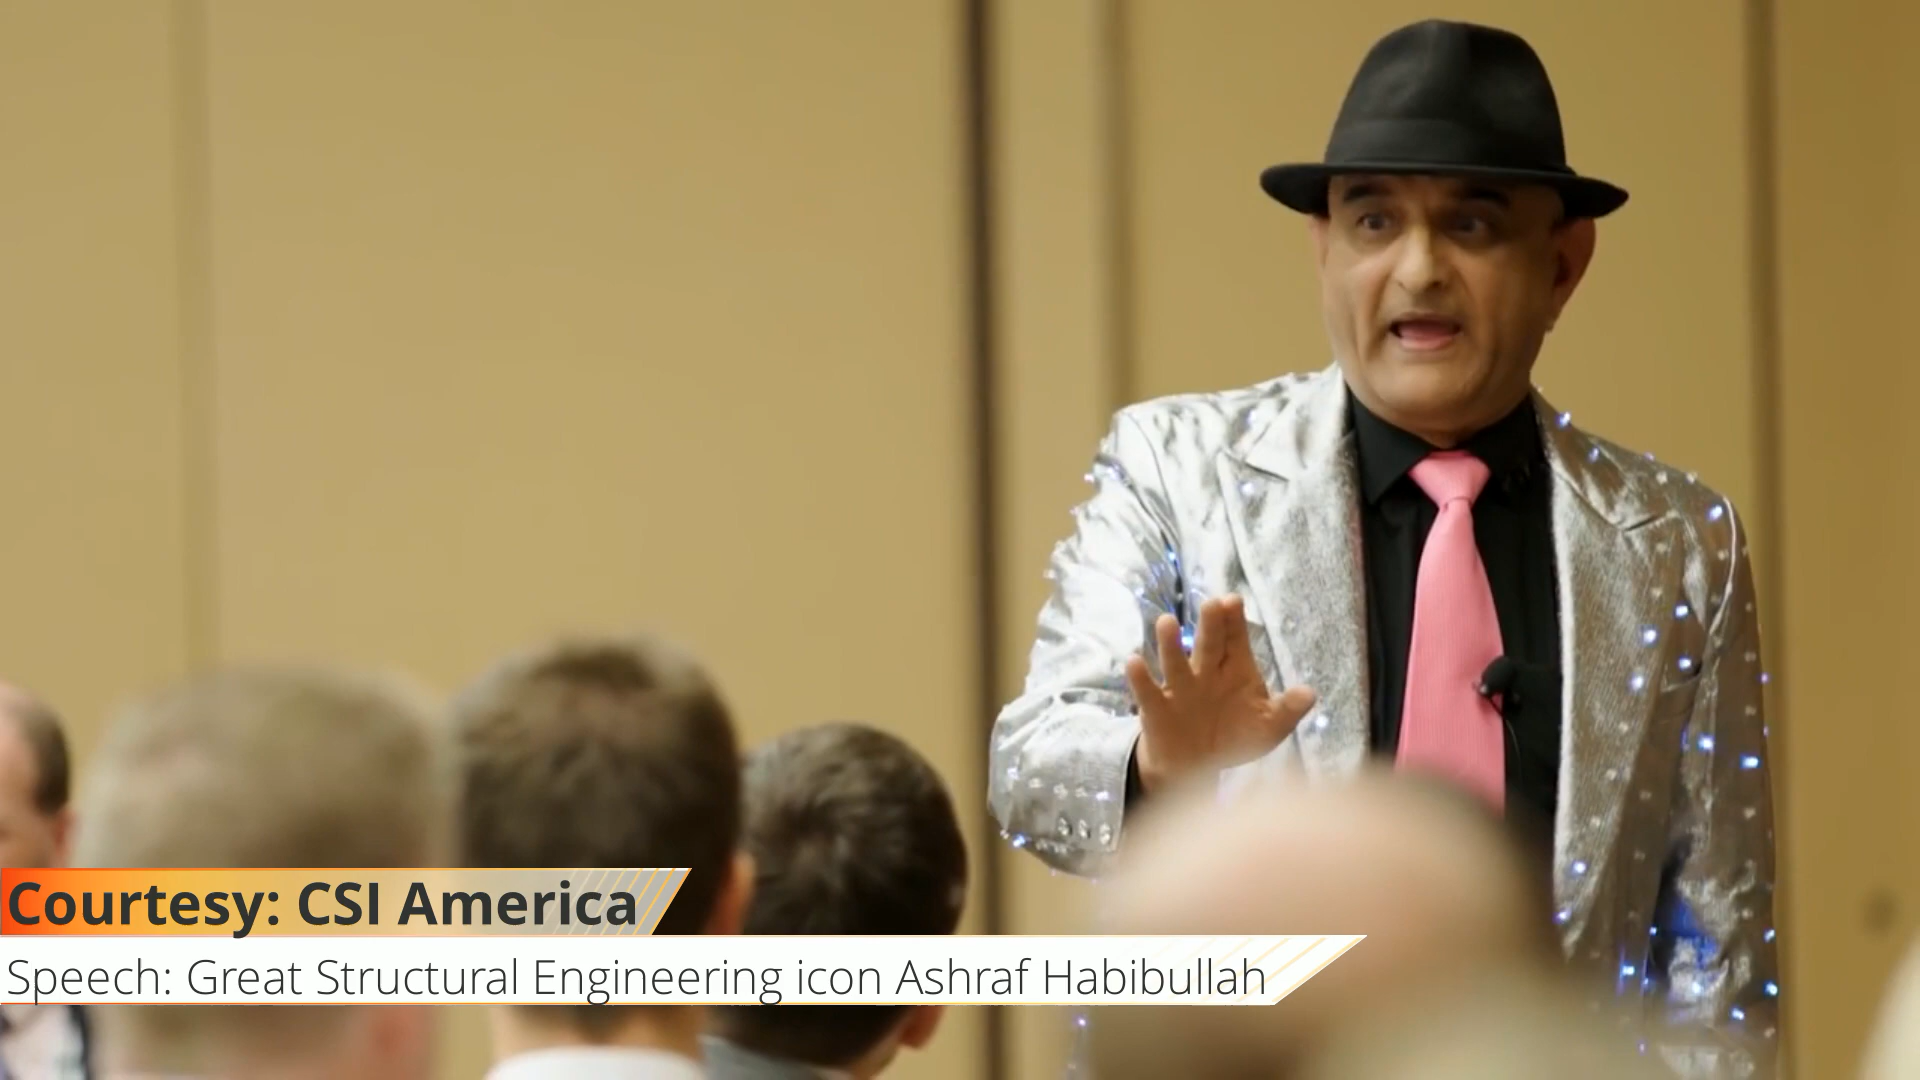 Courtesy: CSI America
Speech: Great Structural Engineering icon Ashraf Habibullah